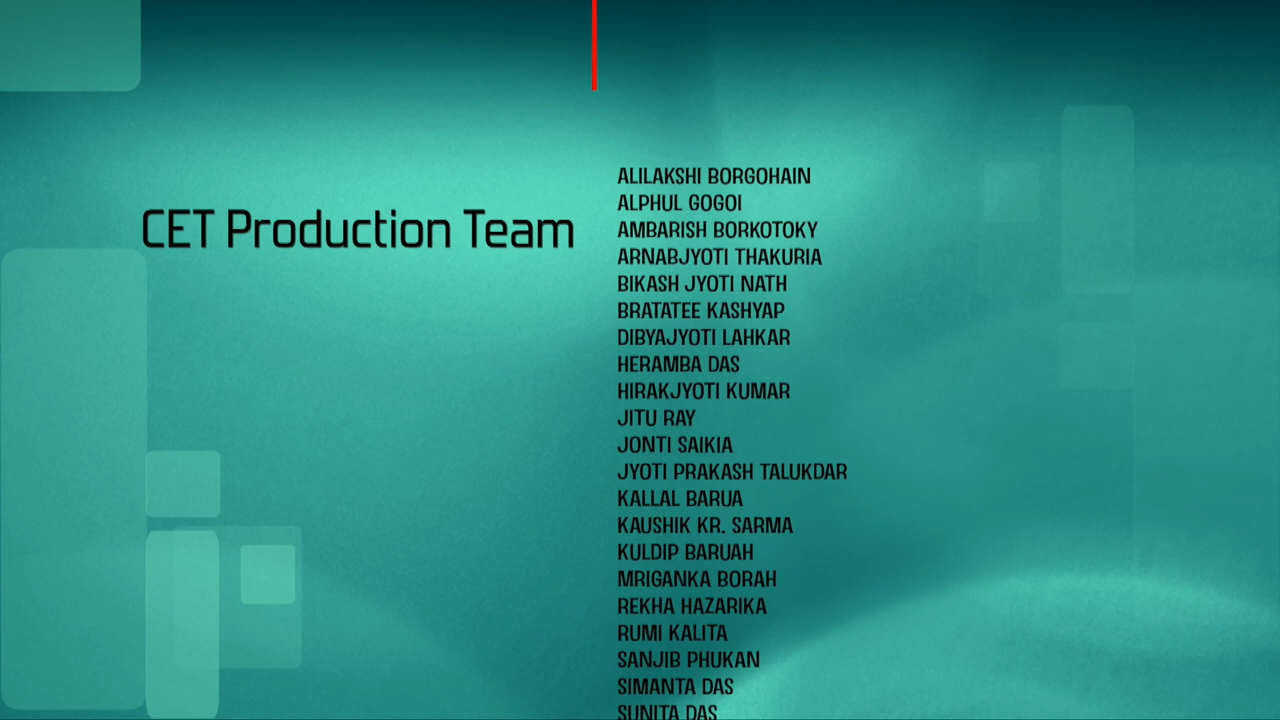 CET Production Team
ALILAKSHI BORGOHAIN
ALPHUL GOGOI
AMBARISH BORKOTOKY
ARNABJYOTI THAKURIA
BIKASH JYOTI NATH
BRATATEE KASHYAP
DIBYAJYOTI LAHKAR
HERAMBA DAS
HIRAKJYOTI KUMAR
JITU RAY
JONTI SAIKIA
JYOTI PRAKASH TALUKDAR
KALLAL BARUA
KAUSHIK KR. SARMA
KULDIP BARUAH
MRIGANKA BORAH
REKHA HAZARIKA
RUMI KALITA
SANJIB PHUKAN
SIMANTA DAS
SUNITA DAS